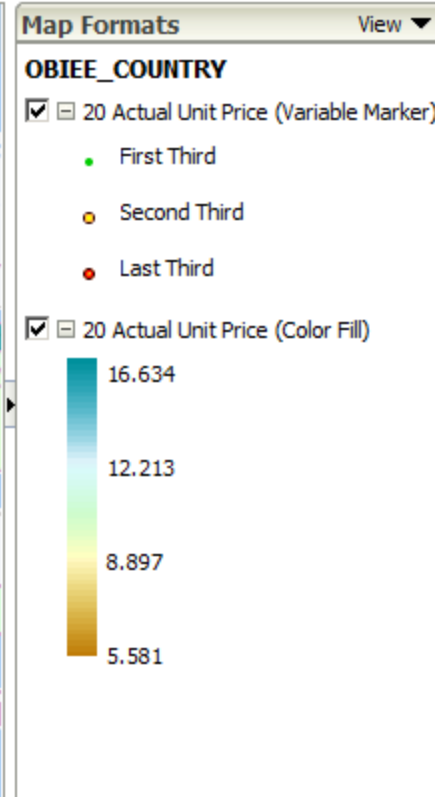 Map Formats View
OBIEE_COUNTRY
20 Actual Unit Price (Variable Marker)
First Third
Second Third
Last Third
20 Actual Unit Price (Color Fill)
16.634
12.213
8.897
5.581